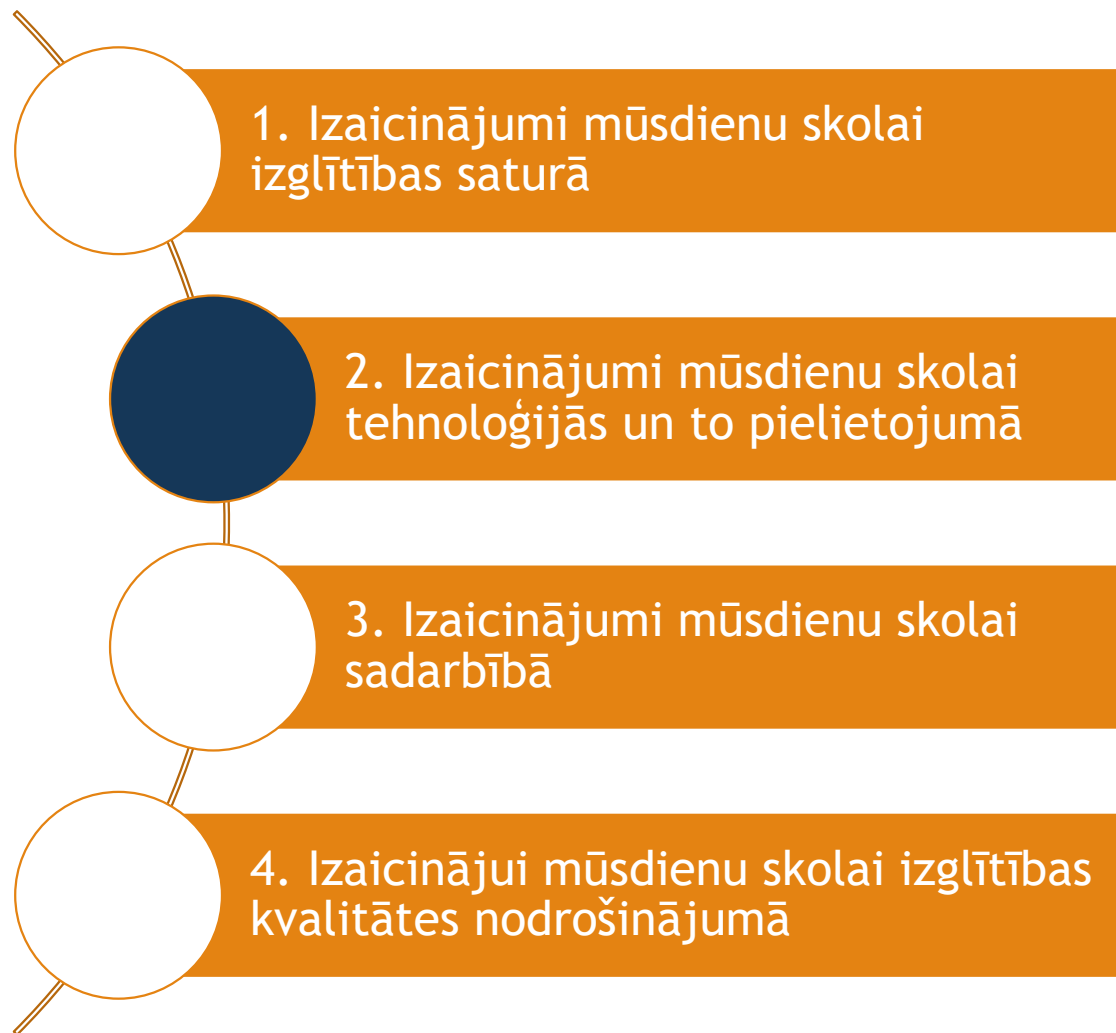 1. Izaicinājumi mūsdienu skolai
izglītības saturā
2. Izaicinājumi mūsdienu skolai
tehnoloģijās un to pielietojumā
3. Izaicinājumi mūsdienu skolai
sadarbībā
4. Izaicinājui mūsdienu skolai izglītības
kvalitātes nodrošinājumā